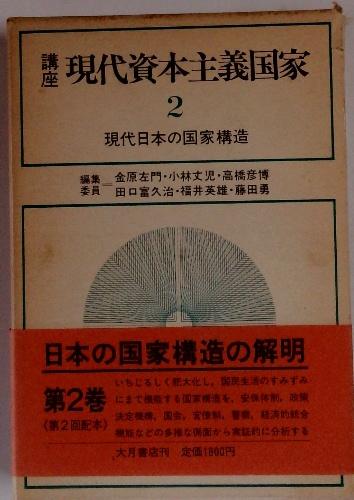 講座 現代資本主義国家
2
現代日本の国家構造
編集委員＝金原左門・小林丈児・高橋彦博
田口富久治・福井英雄・藤田勇
日本の国家構造の解明
第2巻
〈第2回配本〉
いちじるしく肥大化し，国民生活のすみずみ
にまで機能する国家構造を，安保体制，政策
決定機構，国会，官僚制，警察，経済的統合
機能などの多様な側面から実証的に分析する
大月書店刊 定価1800円